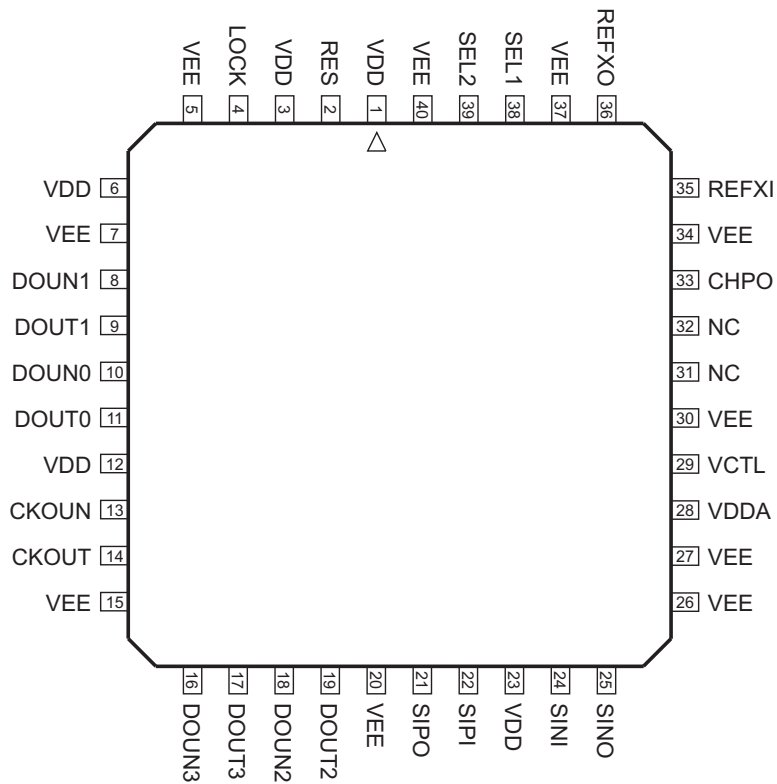 VEE 5
LOCK 4
VDD 3
RES 2
VDD 1
VEE 40
SEL2 39
SEL1 38
VEE 37
REFXO 36
VDD 6
VEE 7
DOUN1 8
DOUT1 9
DOUN0 10
DOUT0 11
VDD 12
CKOUN 13
CKOUT 14
VEE 15
35 REFXI
34 VEE
33 CHPO
32 NC
31 NC
30 VEE
29 VCTL
28 VDDA
27 VEE
26 VEE
16 DOUN3
17 DOUT3
18 DOUN2
19 DOUT2
20 VEE
21 SIPO
22 SIPI
23 VDD
24 SINI
25 SINO